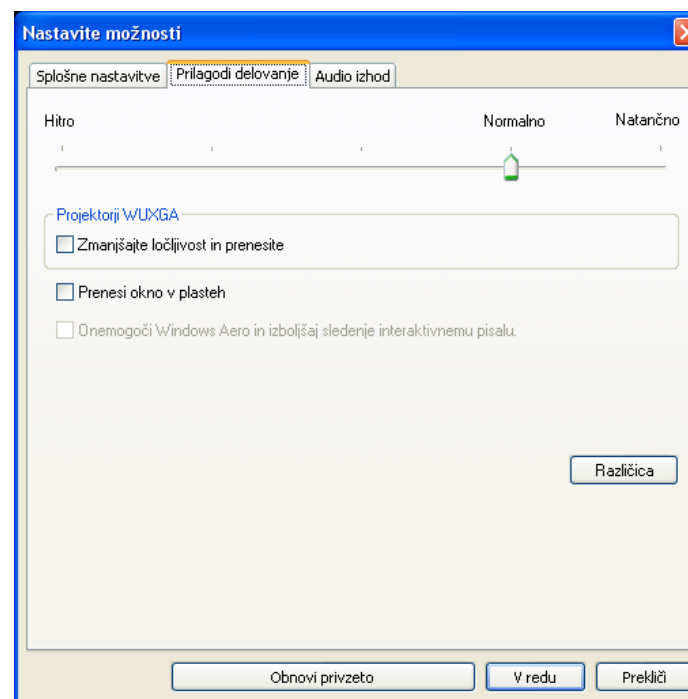 Nastavite možnosti
Splošne nastavitve Prilagodi delovanje Audio izhod
Hitro Normalno Natančno
Projektorji WUXGA
Zmanjšajte ločljivost in prenesite
Prenesi okno v plasteh
Onemogoči Windows Aero in izboljšaj sledenje interaktivnemu pisalu.
Različica
Obnovi privzeto V redu Prekliči